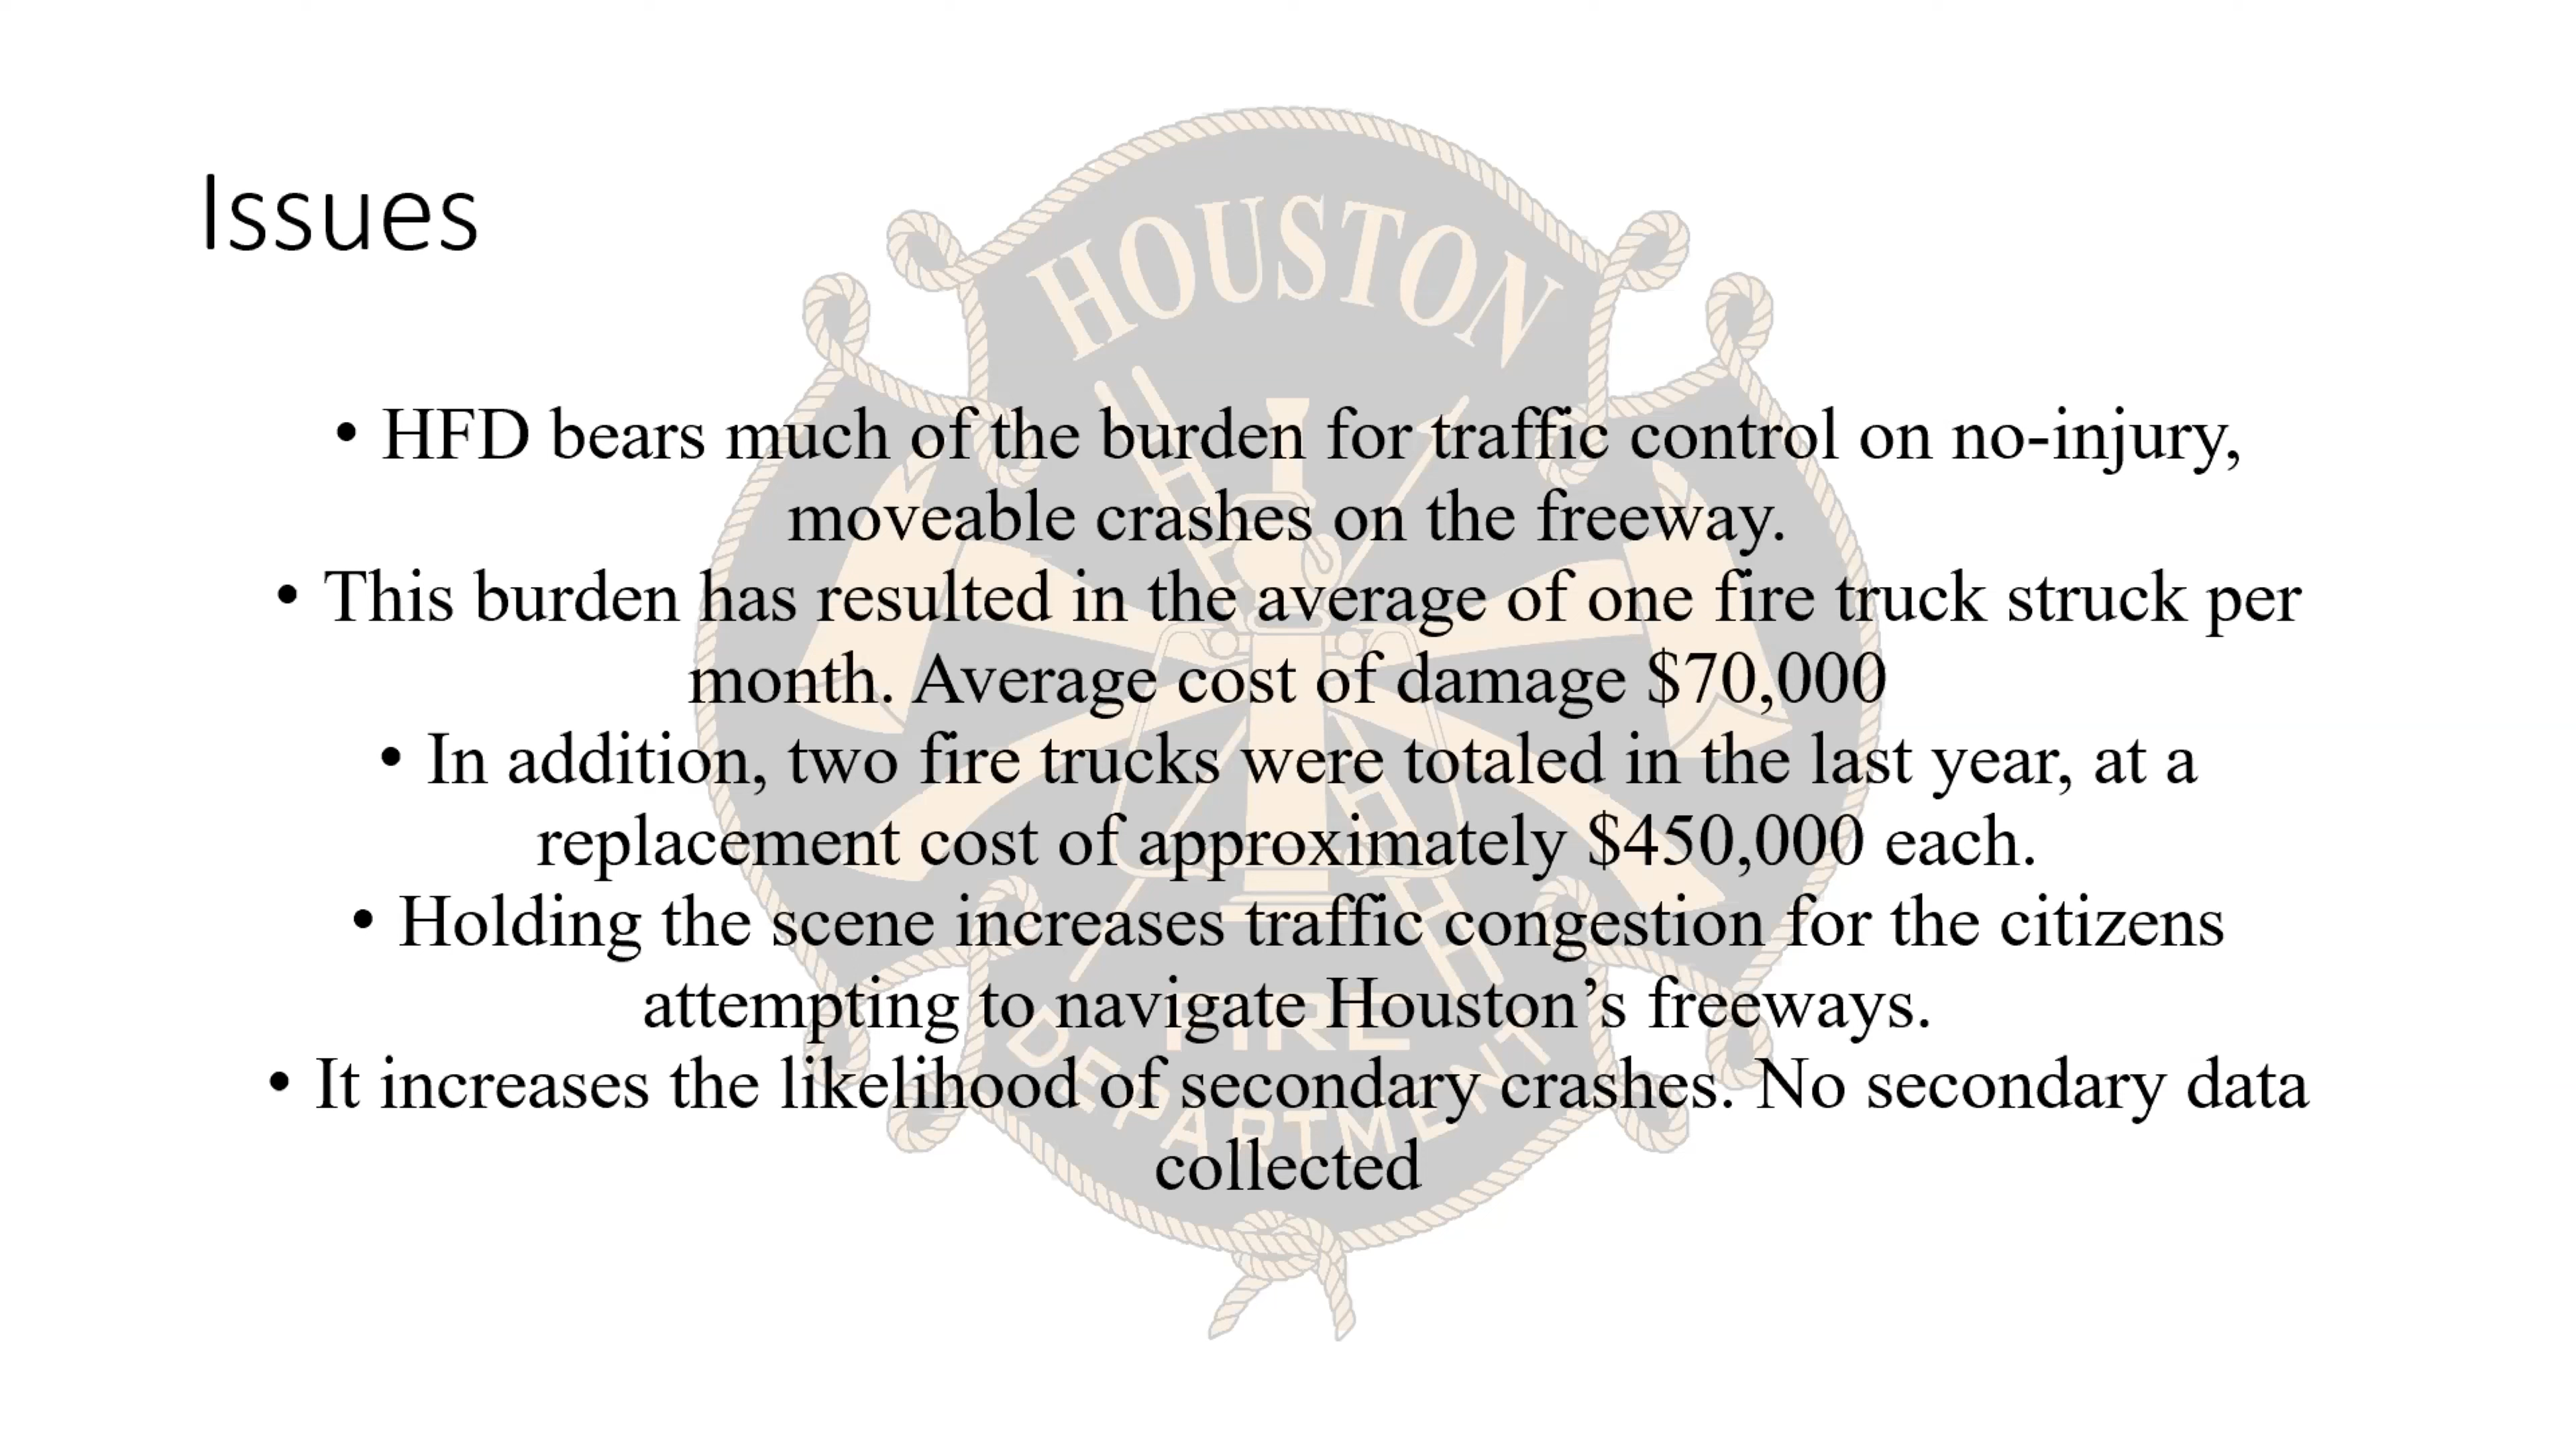 Issues
HOUSTON
• HFD bears much of the burden for traffic control on no-injury,
moveable crashes on the freeway.
• This burden has resulted in the average of one fire truck struck per
month. Average cost of damage $70,000
• In addition, two fire trucks were totaled in the last year, at a
replacement cost of approximately $450,000 each.
• Holding the scene increases traffic congestion for the citizens
attempting to navigate Houston’s freeways.
• It increases the likelihood of secondary crashes. No secondary data
collected
FIRE
DEPARTMENT